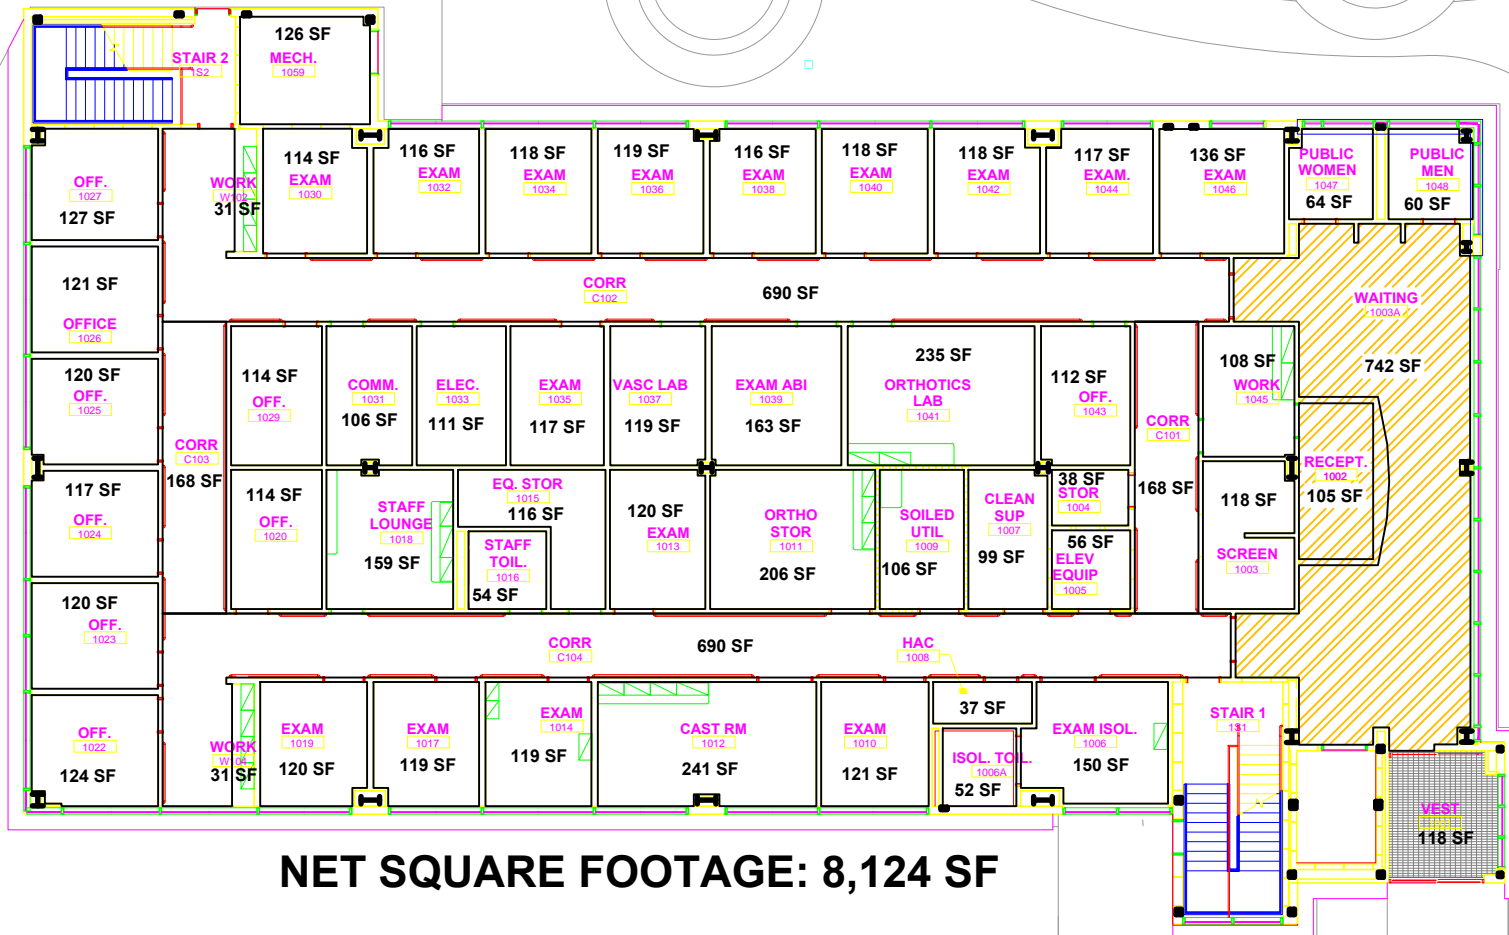 126 SF
STAIR 2
1S2
MECH.
1059
OFF.
1027
127 SF
WORK
W102
31 SF
114 SF
EXAM
1030
116 SF
EXAM
1032
118 SF
EXAM
1034
119 SF
EXAM
1036
116 SF
EXAM
1038
118 SF
EXAM
1040
118 SF
EXAM
1042
117 SF
EXAM.
1044
136 SF
EXAM
1046
PUBLIC
WOMEN
1047
64 SF
PUBLIC
MEN
1048
60 SF
121 SF
OFFICE
1026
CORR
C102
690 SF
WAITING
1003A
742 SF
120 SF
OFF.
1025
CORR
C103
168 SF
114 SF
OFF.
1029
COMM.
1031
106 SF
ELEC.
1033
111 SF
EXAM
1035
117 SF
VASC LAB
1037
119 SF
EXAM ABI
1039
163 SF
235 SF
ORTHOTICS
LAB
1041
112 SF
OFF.
1043
CORR
C101
168 SF
108 SF
WORK
1045
RECEPT.
1002
105 SF
117 SF
OFF.
1024
114 SF
OFF.
1020
STAFF
LOUNGE
1018
159 SF
EQ. STOR
1015
116 SF
STAFF
TOIL.
1016
54 SF
120 SF
EXAM
1013
ORTHO
STOR
1011
206 SF
SOILED
UTIL
1009
106 SF
CLEAN
SUP
1007
99 SF
38 SF
STOR
1004
56 SF
ELEV
EQUIP
1005
118 SF
SCREEN
1003
120 SF
OFF.
1023
CORR
C104
690 SF
HAC
1008
37 SF
OFF.
1022
124 SF
WORK
W104
31 SF
EXAM
1019
120 SF
EXAM
1017
119 SF
EXAM
1014
119 SF
CAST RM
1012
241 SF
EXAM
1010
121 SF
ISOL. TOIL.
1006A
52 SF
EXAM ISOL.
1006
150 SF
STAIR 1
1S1
VEST
118 SF
NET SQUARE FOOTAGE: 8,124 SF